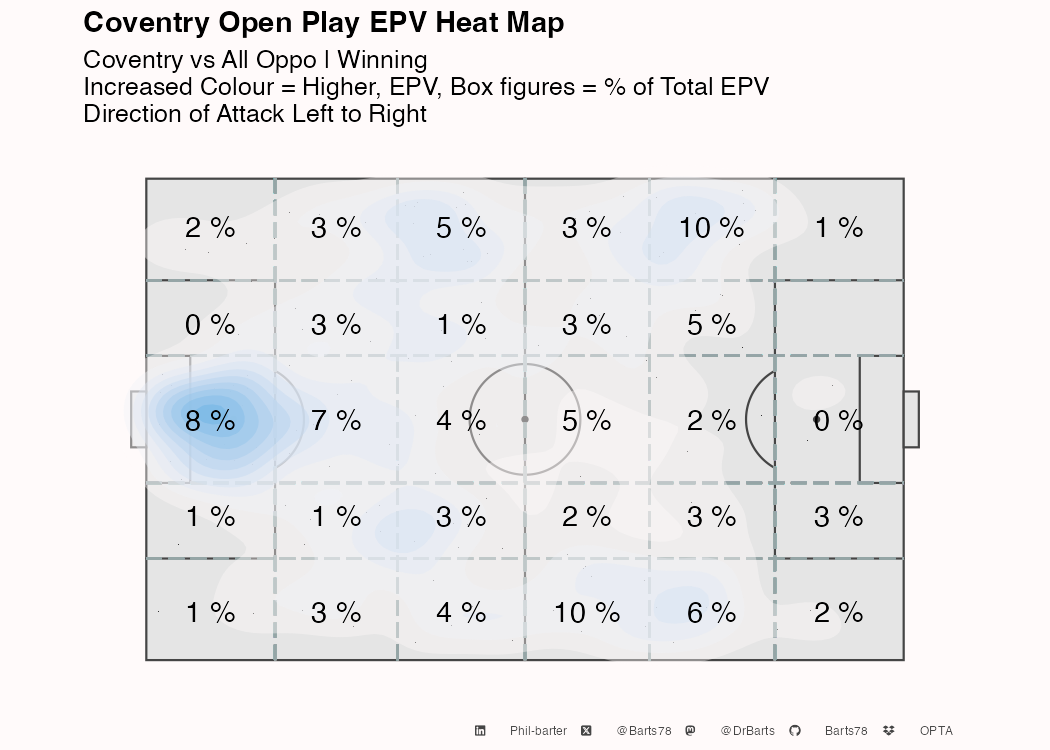 Coventry Open Play EPV Heat Map
Coventry vs All Oppo | Winning
Increased Colour = Higher, EPV, Box figures = % of Total EPV
Direction of Attack Left to Right
2 % 3 % 5 % 3 % 10 % 1 %
0 % 3 % 1 % 3 % 5 %
8 % 7 % 4 % 5 % 2 % 0 %
1 % 1 % 3 % 2 % 3 % 3 %
1 % 3 % 4 % 10 % 6 % 2 %
Phil-barter @Barts78 @DrBarts Barts78 OPTA